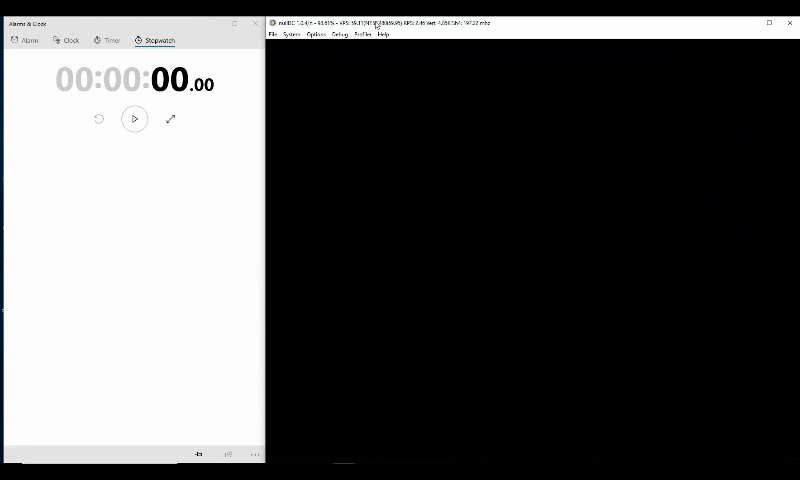 Alarms & Clock
Alarm
Clock
Timer
Stopwatch
00:00:00.00
File System Options Debug Profiler Help